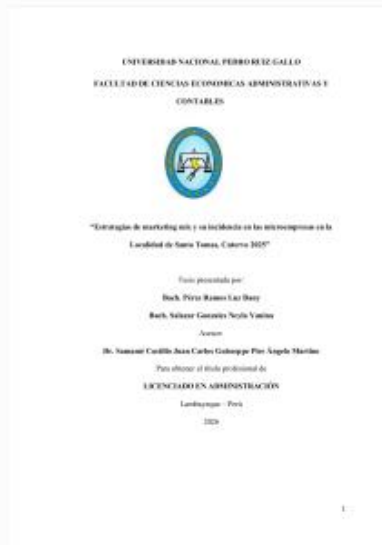 UNIVERSIDAD NACIONAL PEDRO RUIZ GALLO
FACULTAD DE CIENCIAS ECONOMICAS ADMINISTRATIVAS Y
CONTABLES
“Estrategias de marketing mix y su incidencia en las microempresas en la
Localidad de Santo Tomas, Cutervo 2025”
Tesis presentada por:
Bach. Pérez Ramos Luz Dany
Bach. Salazar Gonzales Neyla Yanina
Asesor
Dr. Samamé Castillo Juan Carlos Guiseppe Pier Ángelo Martino
Para obtener el título profesional de
LICENCIADO EN ADMINISTRACIÓN
Lambayeque – Perú
2026
1